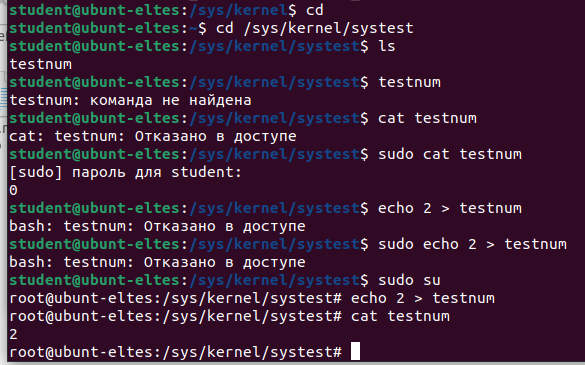 student@ubunt-eltes:/sys/kernel$ cd
student@ubunt-eltes:~$ cd /sys/kernel/systest
student@ubunt-eltes:/sys/kernel/systest$ ls
testnum
student@ubunt-eltes:/sys/kernel/systest$ testnum
testnum: команда не найдена
student@ubunt-eltes:/sys/kernel/systest$ cat testnum
cat: testnum: Отказано в доступе
student@ubunt-eltes:/sys/kernel/systest$ sudo cat testnum
[sudo] пароль для student:
0
student@ubunt-eltes:/sys/kernel/systest$ echo 2 > testnum
bash: testnum: Отказано в доступе
student@ubunt-eltes:/sys/kernel/systest$ sudo echo 2 > testnum
bash: testnum: Отказано в доступе
student@ubunt-eltes:/sys/kernel/systest$ sudo su
root@ubunt-eltes:/sys/kernel/systest# echo 2 > testnum
root@ubunt-eltes:/sys/kernel/systest# cat testnum
2
root@ubunt-eltes:/sys/kernel/systest#